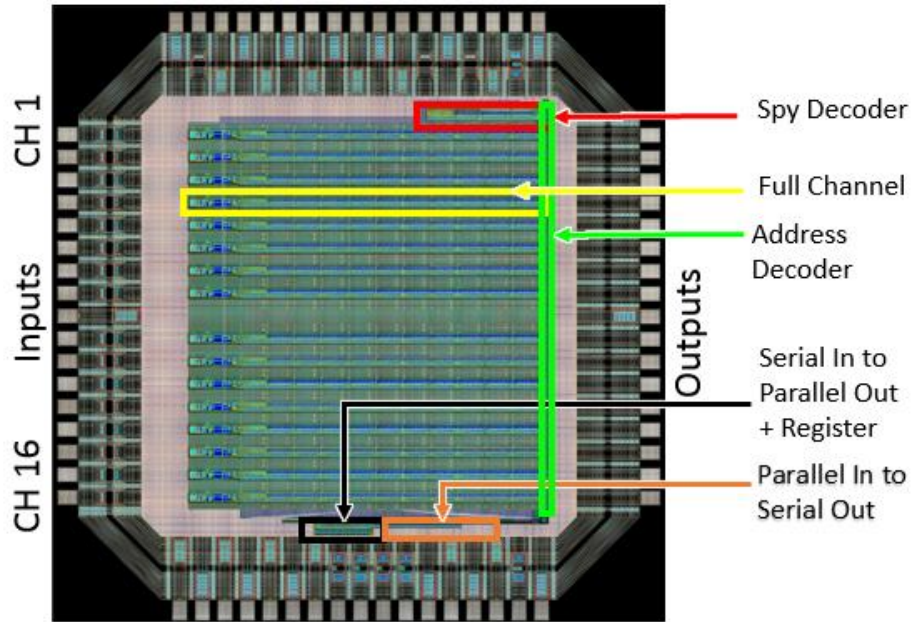 CH 1
Inputs
CH 16
Outputs
Spy Decoder
Full Channel
Address
Decoder
Serial In to
Parallel Out
+ Register
Parallel In to
Serial Out